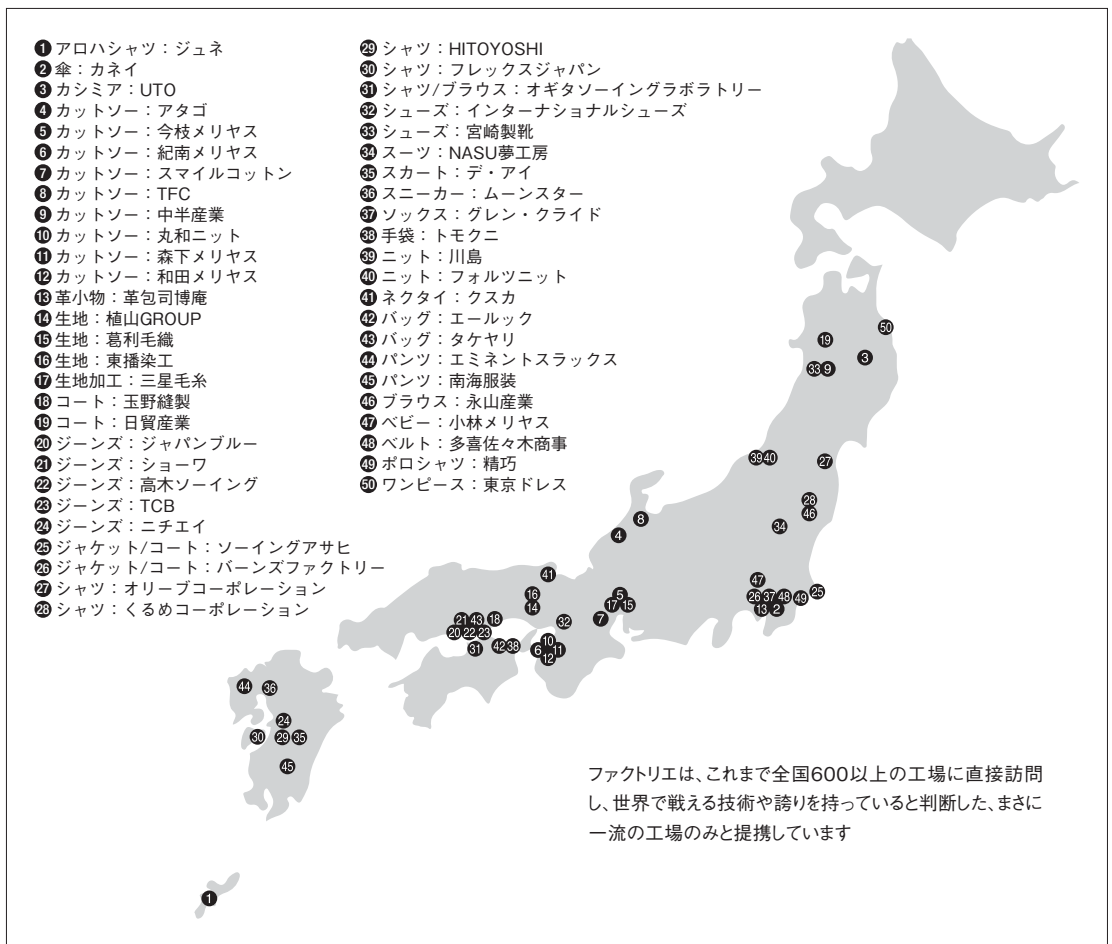 ❶アロハシャツ：ジュネ
❷傘：カネイ
❸カシミア：UTO
❹カットソー：アタゴ
❺カットソー：今枝メリヤス
❻カットソー：紀南メリヤス
❼カットソー：スマイルコットン
❽カットソー：TFC
❾カットソー：中半産業
❿カットソー：丸和ニット
⓫カットソー：森下メリヤス
⓬カットソー：和田メリヤス
⓭革小物：革包司博庵
⓮生地：植山GROUP
⓯生地：葛利毛織
⓰生地：東播染工
⓱生地加工：三星毛糸
⓲コート：玉野縫製
⓳コート：日貿産業
⓴ジーンズ：ジャパンブルー
㉑ジーンズ：ショーワ
㉒ジーンズ：高木ソーイング
㉓ジーンズ：TCB
㉔ジーンズ：ニチエイ
㉕ジャケット/コート：ソーイングアサヒ
㉖ジャケット/コート：バーンズファクトリー
㉗シャツ：オリーブコーポレーション
㉘シャツ：くるめコーポレーション
㉙シャツ：HITOYOSHI
㉚シャツ：フレックスジャパン
㉛シャツ/ブラウス：オギタソーイングラボラトリー
㉜シューズ：インターナショナルシューズ
㉝シューズ：宮崎製靴
㉞スーツ：NASU夢工房
㉟スカート：デ・アイ
㊱スニーカー：ムーンスター
㊲ソックス：グレン・クライド
㊳手袋：トモクニ
㊴ニット：川島
㊵ニット：フォルツニット
㊶ネクタイ：クスカ
㊷バッグ：エールック
㊸バッグ：タケヤリ
㊹パンツ：エミネントスラックス
㊺パンツ：南海服装
㊻ブラウス：永山産業
㊼ベビー：小林メリヤス
㊽ベルト：多喜佐々木商事
㊾ポロシャツ：精巧
㊿ワンピース：東京ドレス
㊿
⓳
❸
㉝❾
㊴㊵
㉗
㉘
㊻
㉞
❽
❹
㊼
㉖㊲㊽㊾㉕
⓭❷
㊶
⓰
⓮
❺
⓱⓯
❼
㉜
㉑㊸⓲
⓴㉒㉓
㉛
㊷㊳
❿
❻⓫
⓬
㊹㊱
㉔
㉚㉙㉟
㊺
❶
ファクトリエは、これまで全国600以上の工場に直接訪問
し、世界で戦える技術や誇りを持っていると判断した、まさに
一流の工場のみと提携しています